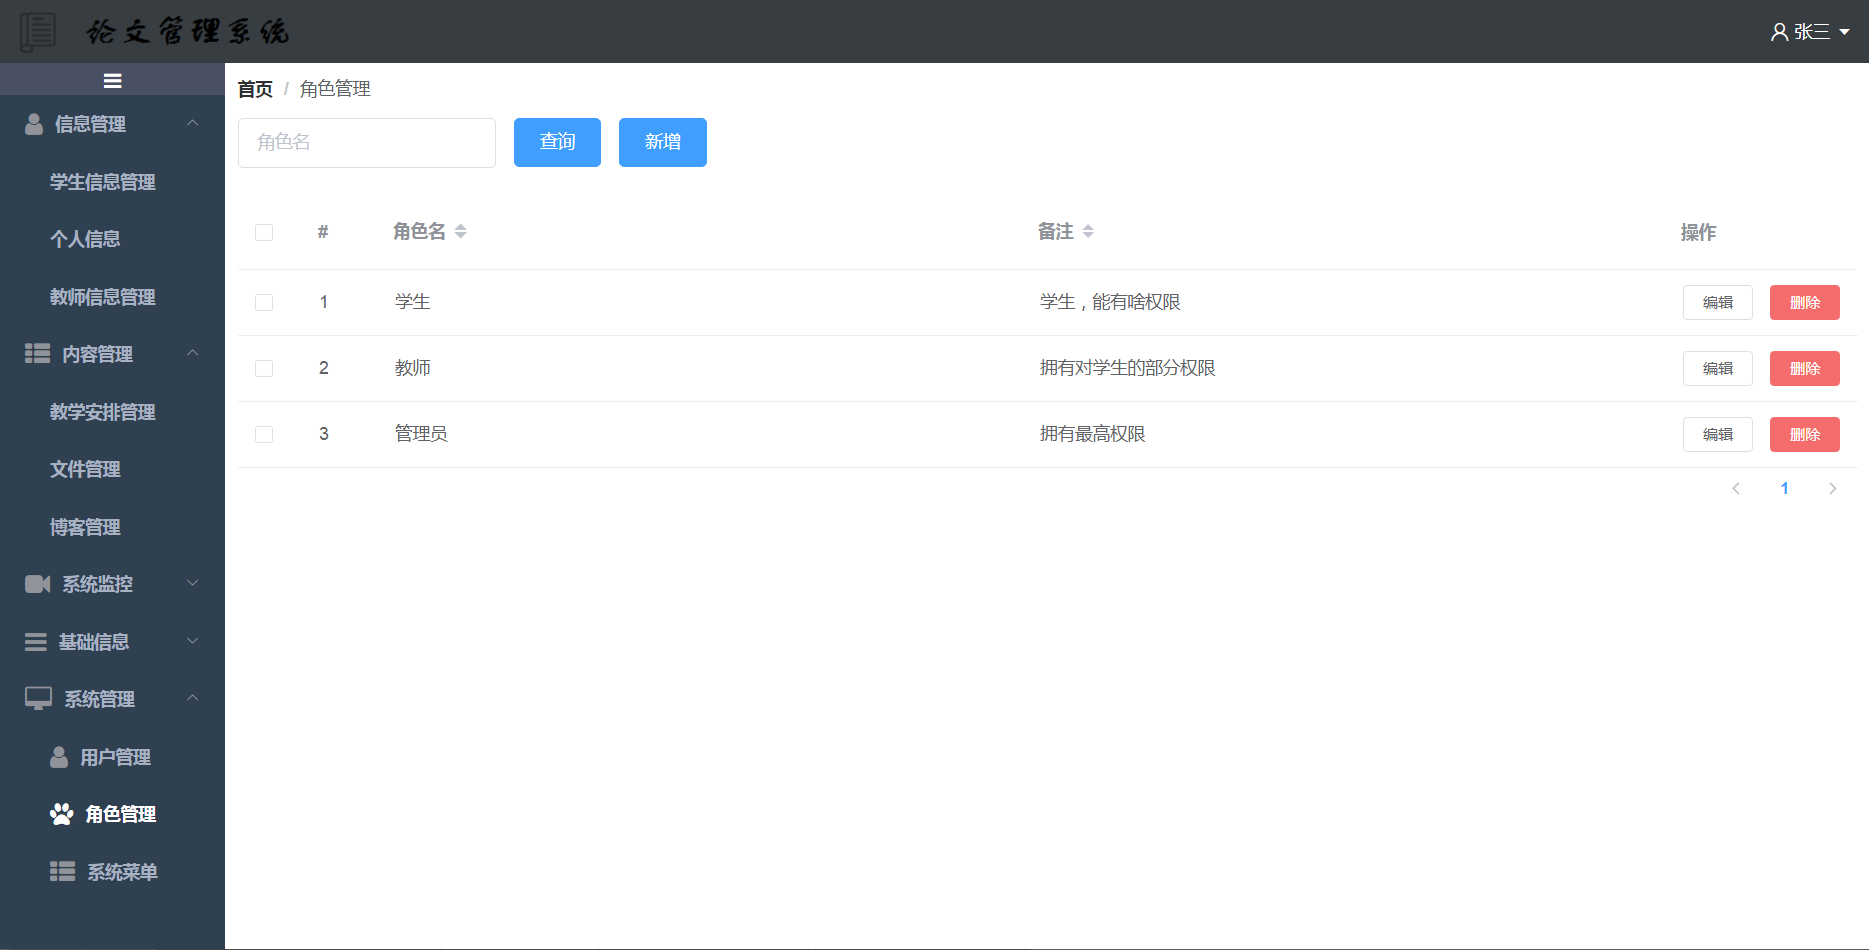 论文管理系统
张三
信息管理
学生信息管理
个人信息
教师信息管理
内容管理
教学安排管理
文件管理
博客管理
系统监控
基础信息
系统管理
用户管理
角色管理
系统菜单
首页 / 角色管理
角色名 查询 新增
# 角色名 备注 操作
1 学生 学生，能有啥权限 编辑 删除
2 教师 拥有对学生的部分权限 编辑 删除
3 管理员 拥有最高权限 编辑 删除
1